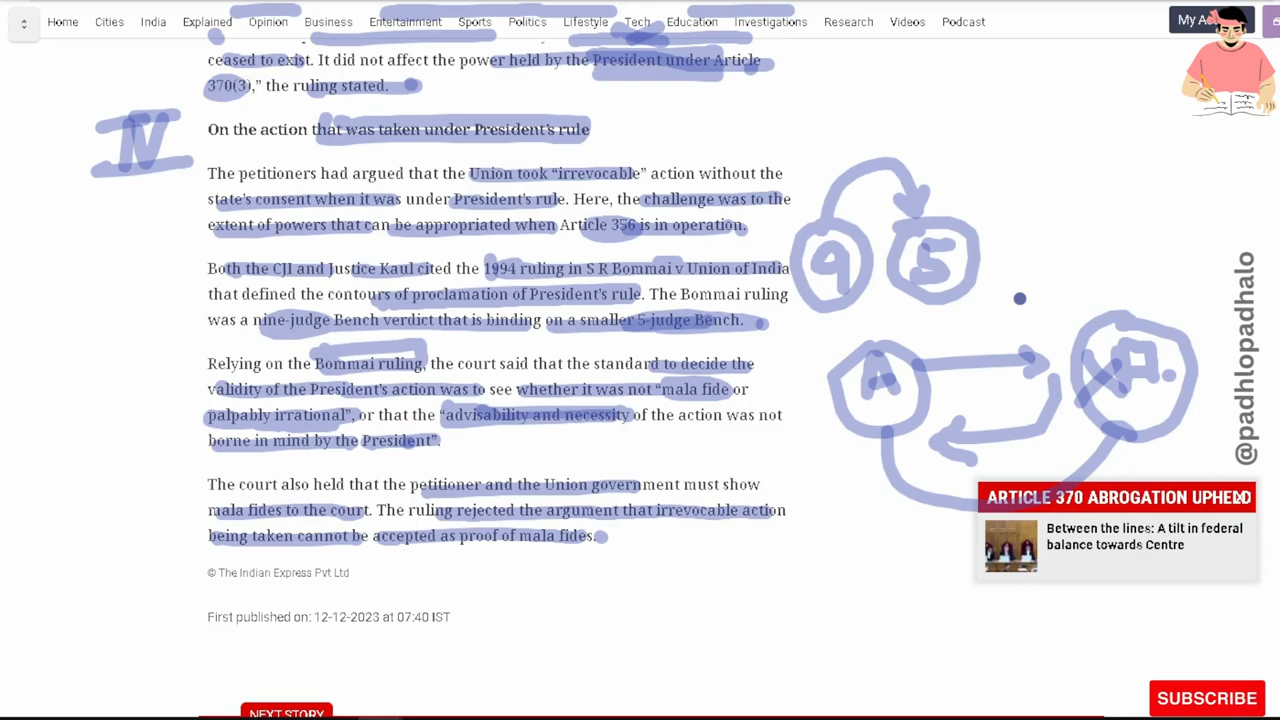 Home Cities India Explained Opinion Business Entertainment Sports Politics Lifestyle Tech Education Investigations Research Videos Podcast
My
ceased to exist. It did not affect the power held by the President under Article
370(3),” the ruling stated.
IV
On the action that was taken under President’s rule
The petitioners had argued that the Union took “irrevocable” action without the
state’s consent when it was under President’s rule. Here, the challenge was to the
extent of powers that can be appropriated when Article 356 is in operation.
9 5
Both the CJI and Justice Kaul cited the 1994 ruling in S R Bommai v Union of India
that defined the contours of proclamation of President’s rule. The Bommai ruling
was a nine-judge Bench verdict that is binding on a smaller 5-judge Bench.
Relying on the Bommai ruling, the court said that the standard to decide the
validity of the President’s action was to see whether it was not “mala fide or
palpably irrational”, or that the “advisability and necessity of the action was not
borne in mind by the President”.
A
@padhlopadhalo
The court also held that the petitioner and the Union government must show
mala fides to the court. The ruling rejected the argument that irrevocable action
being taken cannot be accepted as proof of mala fides.
ARTICLE 370 ABROGATION UPHELD
Between the lines: A tilt in federal
balance towards Centre
© The Indian Express Pvt Ltd
First published on: 12-12-2023 at 07:40 IST
SUBSCRIBE
NEXT STORY